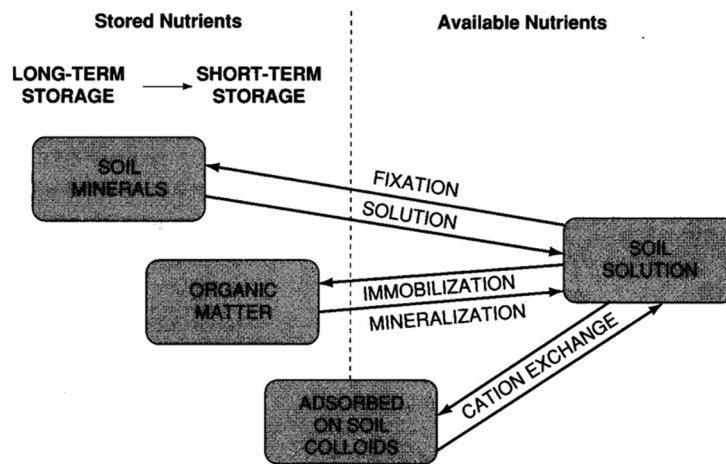 Stored Nutrients
Available Nutrients
LONG-TERM
STORAGE
SHORT-TERM
STORAGE
SOIL
MINERALS
FIXATION
SOLUTION
SOIL
SOLUTION
ORGANIC
MATTER
IMMOBILIZATION
MINERALIZATION
CATION EXCHANGE
ADSORBED
ON SOIL
COLLOIDS